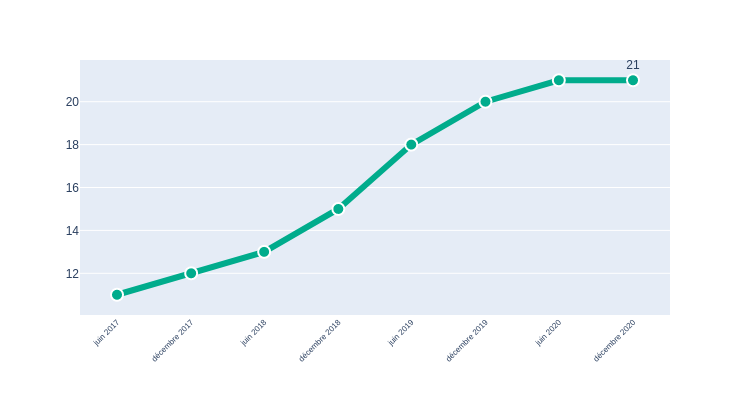 21
20
18
16
14
12
juin 2017
décembre 2017
juin 2018
décembre 2018
juin 2019
décembre 2019
juin 2020
décembre 2020